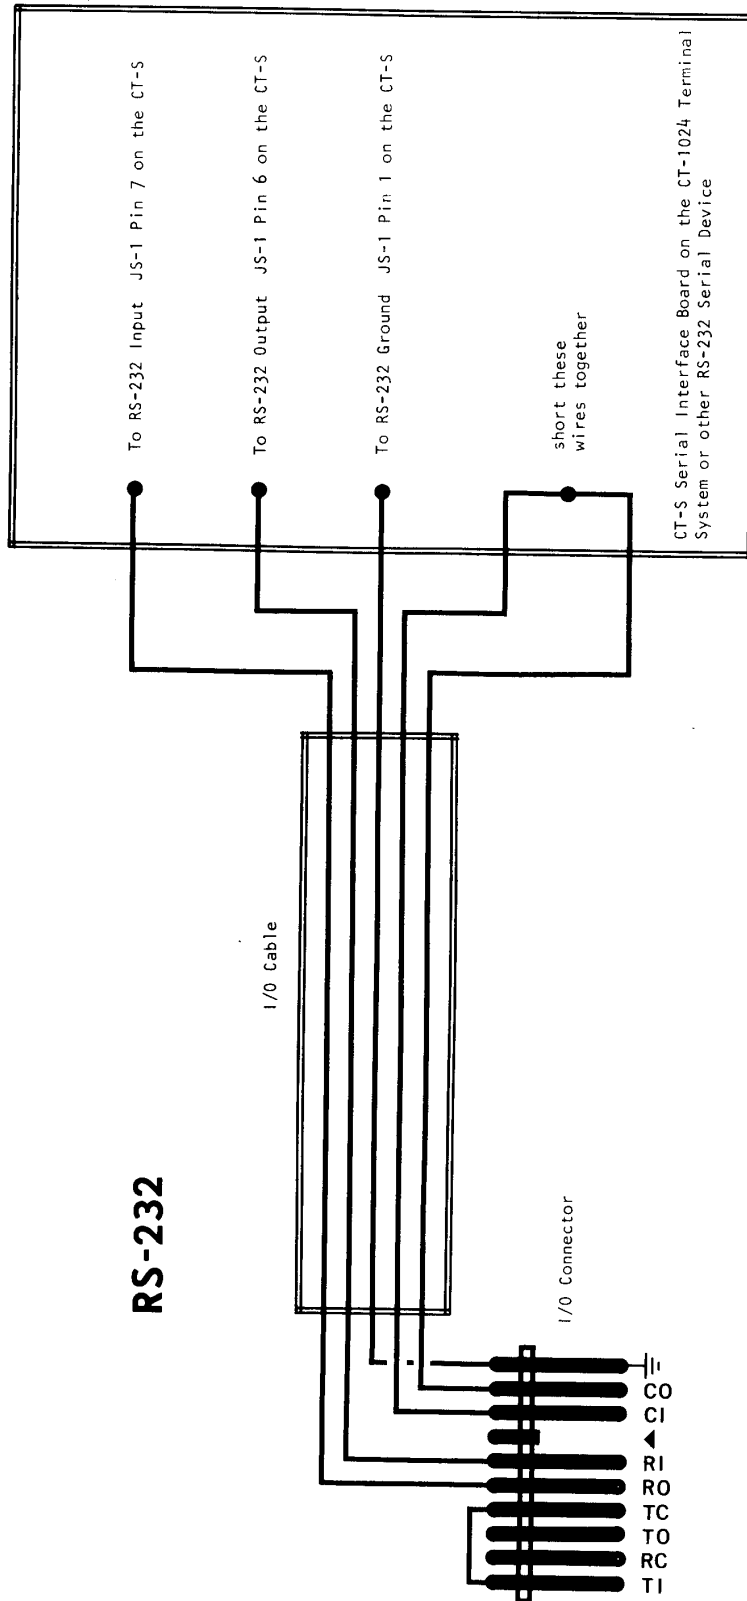 RS-232
To RS-232 Input JS-1 Pin 7 on the CT-S
To RS-232 Output JS-1 Pin 6 on the CT-S
To RS-232 Ground JS-1 Pin 1 on the CT-S
short these
wires together
CT-S Serial Interface Board on the CT-1024 Terminal
System or other RS-232 Serial Device
I/O Cable
I/O Connector
CO
CI
RI
RO
TC
TO
RC
TI